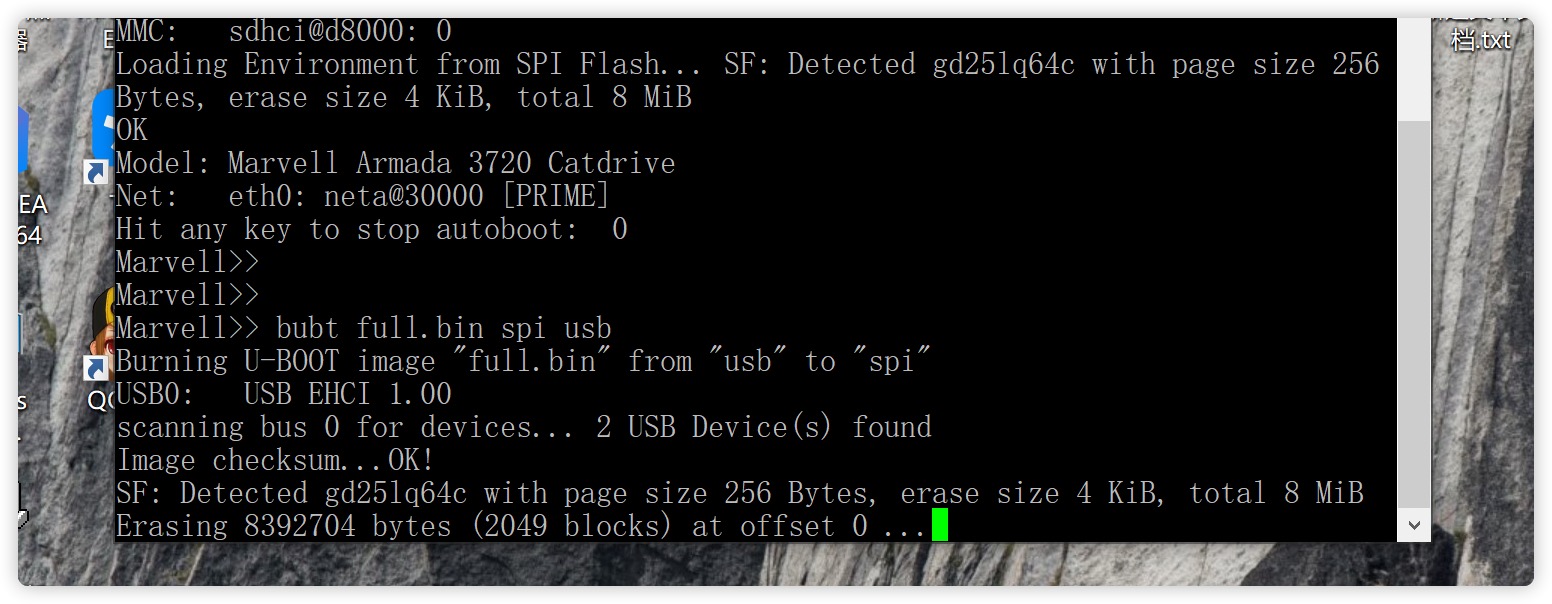 MMC:   sdhci@d8000: 0
Loading Environment from SPI Flash... SF: Detected gd25lq64c with page size 256
Bytes, erase size 4 KiB, total 8 MiB
OK
Model: Marvell Armada 3720 Catdrive
Net:   eth0: neta@30000 [PRIME]
Hit any key to stop autoboot:  0
Marvell>>
Marvell>>
Marvell>> bubt full.bin spi usb
Burning U-BOOT image "full.bin" from "usb" to "spi"
USB0:   USB EHCI 1.00
scanning bus 0 for devices... 2 USB Device(s) found
Image checksum...OK!
SF: Detected gd25lq64c with page size 256 Bytes, erase size 4 KiB, total 8 MiB
Erasing 8392704 bytes (2049 blocks) at offset 0 ...
档.txt
64